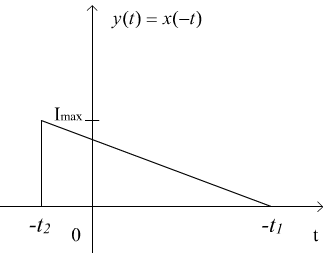 y(t) = x(−t)
Imax
-t₂
0
-t₁
t